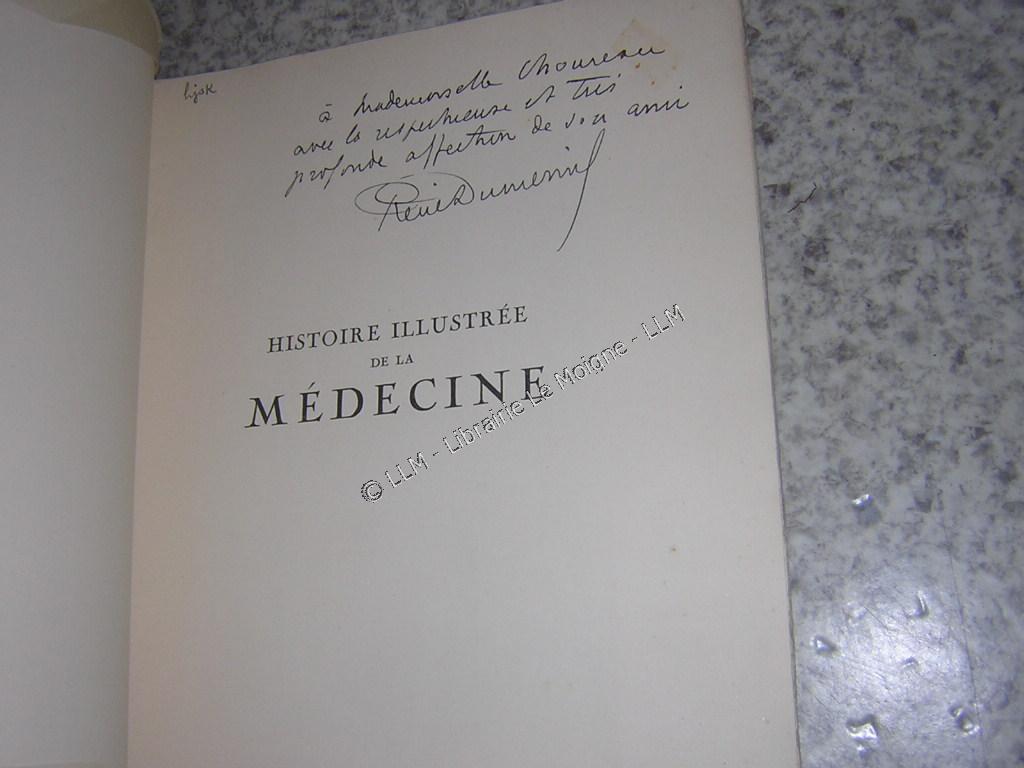 hjsk
à Mademoiselle Choureau
avec la respectueuse et très
profonde affection de son ami
René Dumesnil
HISTOIRE ILLUSTRÉE
DE LA
MÉDECINE
© LLM - Librairie Le Moigne - LLM